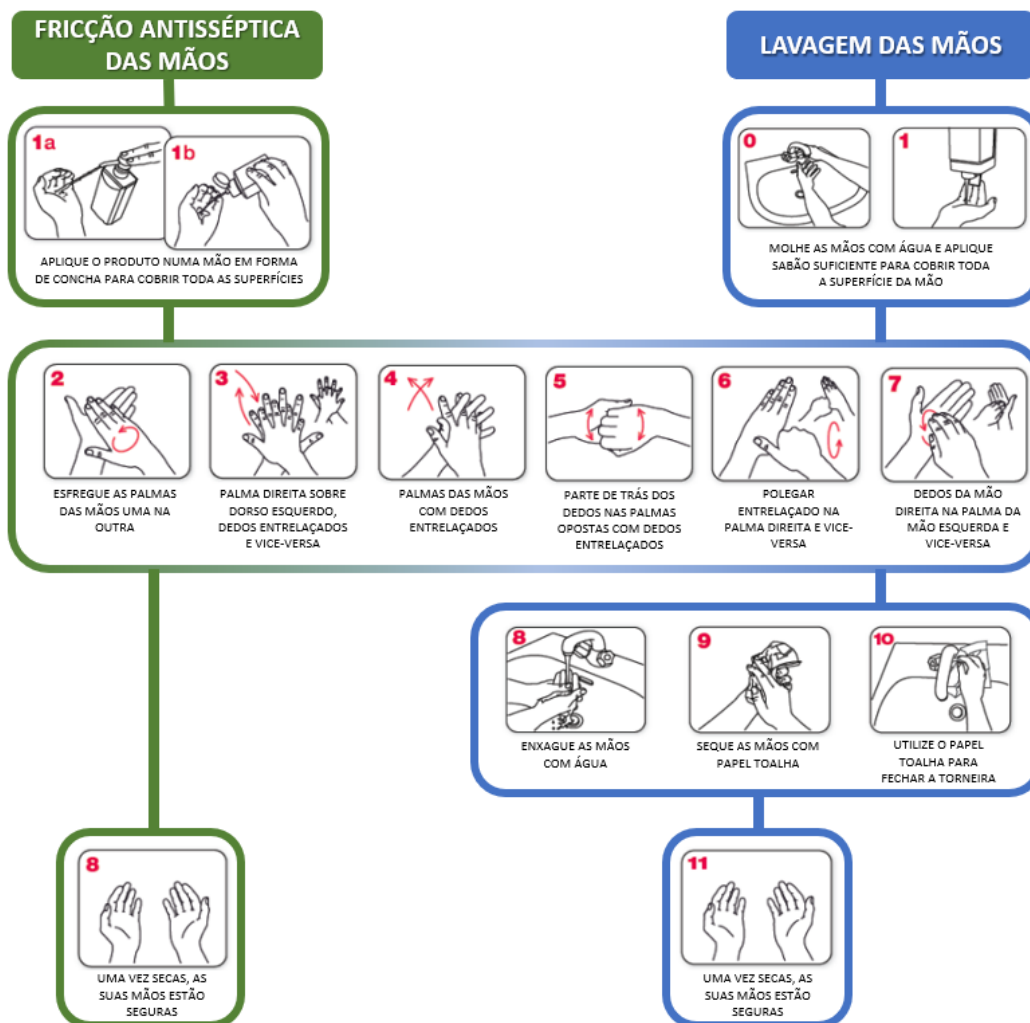 FRICÇÃO ANTISSÉPTICA
DAS MÃOS
LAVAGEM DAS MÃOS
1a
1b
APLIQUE O PRODUTO NUMA MÃO EM FORMA
DE CONCHA PARA COBRIR TODA AS SUPERFÍCIES
0
1
MOLHE AS MÃOS COM ÁGUA E APLIQUE
SABÃO SUFICIENTE PARA COBRIR TODA
A SUPERFÍCIE DA MÃO
2
ESFREGUE AS PALMAS
DAS MÃOS UMA NA
OUTRA
3
PALMA DIREITA SOBRE
DORSO ESQUERDO,
DEDOS ENTRELAÇADOS
E VICE-VERSA
4
PALMAS DAS MÃOS
COM DEDOS
ENTRELAÇADOS
5
PARTE DE TRÁS DOS
DEDOS NAS PALMAS
OPOSTAS COM DEDOS
ENTRELAÇADOS
6
POLEGAR
ENTRELAÇADO NA
PALMA DIREITA E VICE-
VERSA
7
DEDOS DA MÃO
DIREITA NA PALMA DA
MÃO ESQUERDA E
VICE-VERSA
8
ENXAGUE AS MÃOS
COM ÁGUA
9
SEQUE AS MÃOS COM
PAPEL TOALHA
10
UTILIZE O PAPEL
TOALHA PARA
FECHAR A TORNEIRA
8
UMA VEZ SECAS, AS
SUAS MÃOS ESTÃO
SEGURAS
11
UMA VEZ SECAS, AS
SUAS MÃOS ESTÃO
SEGURAS